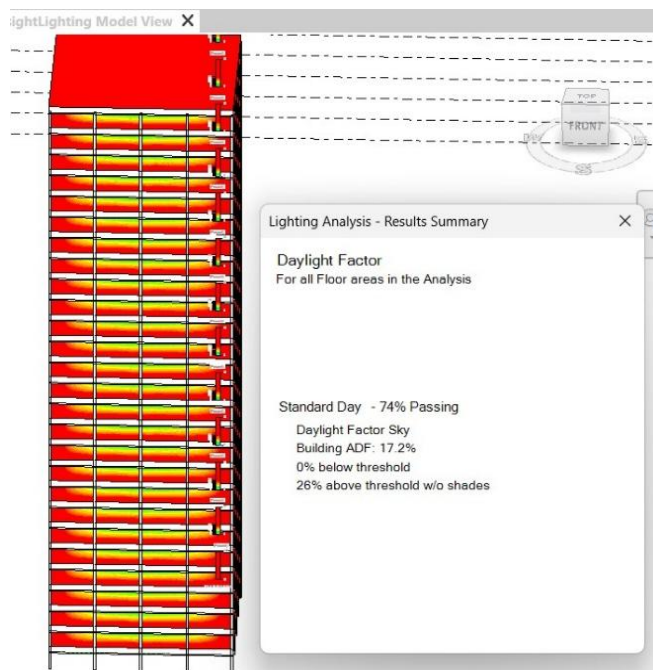 ightLighting Model View X
TOP
FRONT
S
Lighting Analysis - Results Summary
Daylight Factor
For all Floor areas in the Analysis
Standard Day - 74% Passing
Daylight Factor Sky
Building ADF: 17.2%
0% below threshold
26% above threshold w/o shades